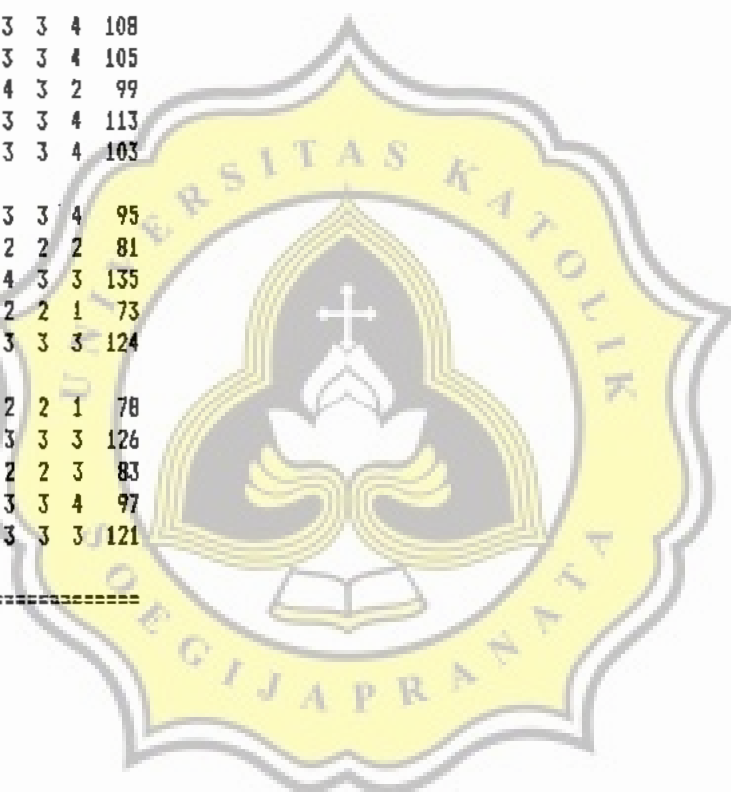 3 3 4 108
3 3 4 105
4 3 2 99
3 3 4 113
3 3 4 103
3 3 4 95
2 2 2 81
4 3 3 135
2 2 1 73
3 3 3 124
2 2 1 78
3 3 3 126
2 2 3 83
3 3 4 97
3 3 3 121
UNIVERSITAS KATOLIK
SOEGIJAPRANATA